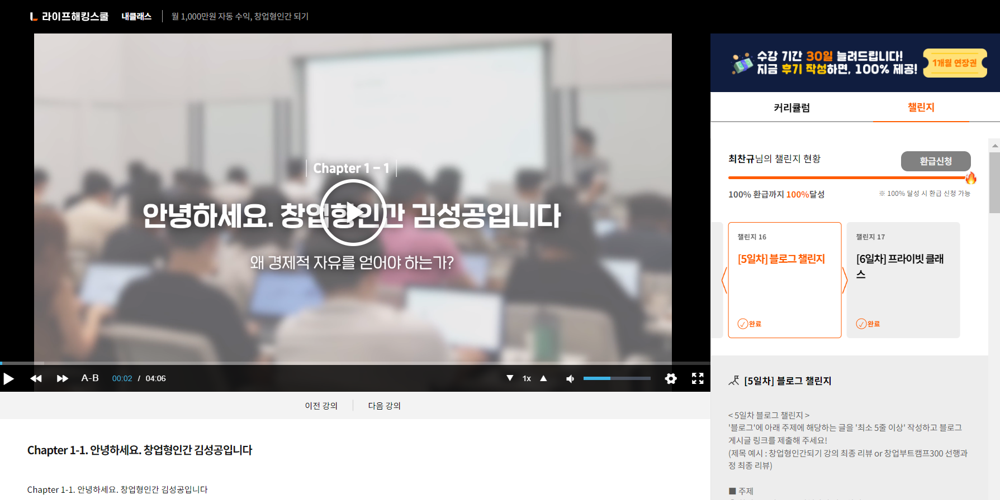 라이프해킹스쿨 내클래스 월 1,000만원 자동 수익, 창업형인간 되기
Chapter 1 – 1
안녕하세요. 창업형인간 김성공입니다
왜 경제적 자유를 얻어야 하는가?
A-B 00:02 / 04:06
1x
이전 강의 다음 강의
Chapter 1-1. 안녕하세요. 창업형인간 김성공입니다
Chapter 1-1. 안녕하세요. 창업형인간 김성공입니다
수강 기간 30일 늘려드립니다!
지금 후기 작성하면, 100% 제공!
1개월 연장권
커리큘럼 챌린지
최찬규님의 챌린지 현황
환급신청
100% 환급까지 100%달성
※ 100% 달성 시 환급 신청 가능
챌린지 16
[5일차] 블로그 챌린지
완료
챌린지 17
[6일차] 프라이빗 클래
스
완료
[5일차] 블로그 챌린지
< 5일차 블로그 챌린지 >
'블로그'에 아래 주제에 해당하는 글을 '최소 5줄 이상' 작성하고 블로그
게시글 링크를 제출해 주세요!
(제목 예시 : 창업형인간되기 강의 최종 리뷰 or 창업부트캠프300 선행과
정 최종 리뷰)
■ 주제